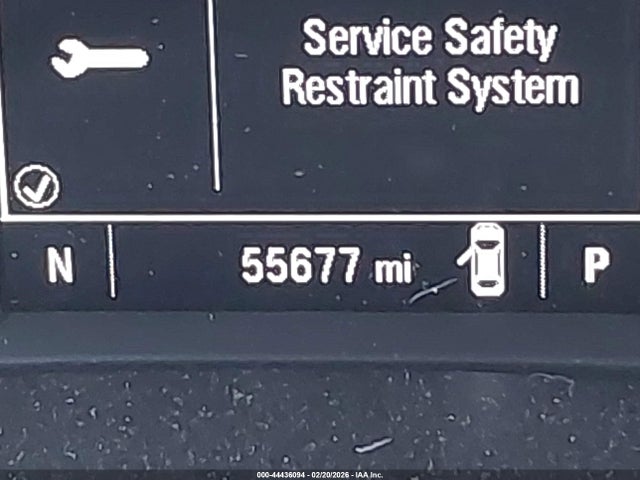 Service Safety
Restraint System
N 55677 mi P
000-44436094 - 02/20/2026 - IAA Inc.